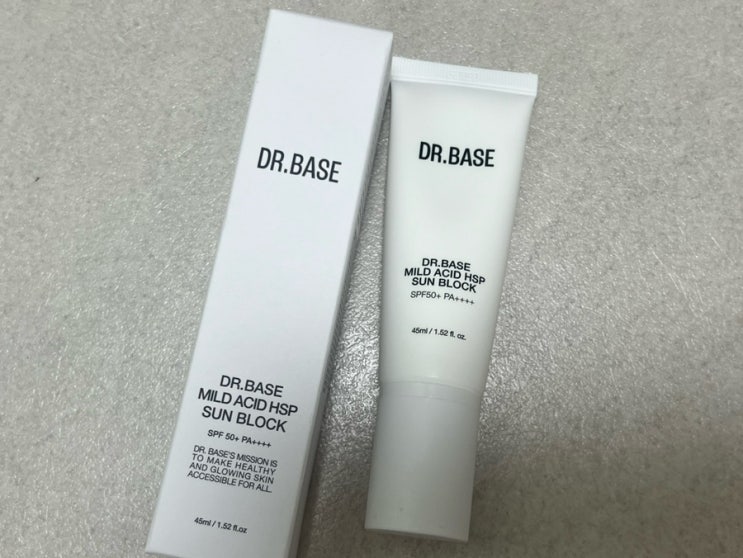 DR.BASE
DR.BASE
MILD ACID HSP
SUN BLOCK
SPF 50+ PA++++
DR. BASE'S MISSION IS
TO MAKE HEALTHY
AND GLOWING SKIN
ACCESSIBLE FOR ALL.
45ml / 1.52 fl.oz
DR.BASE
DR.BASE
MILD ACID HSP
SUN BLOCK
SPF50+ PA++++
45ml / 1.52 fl. oz.